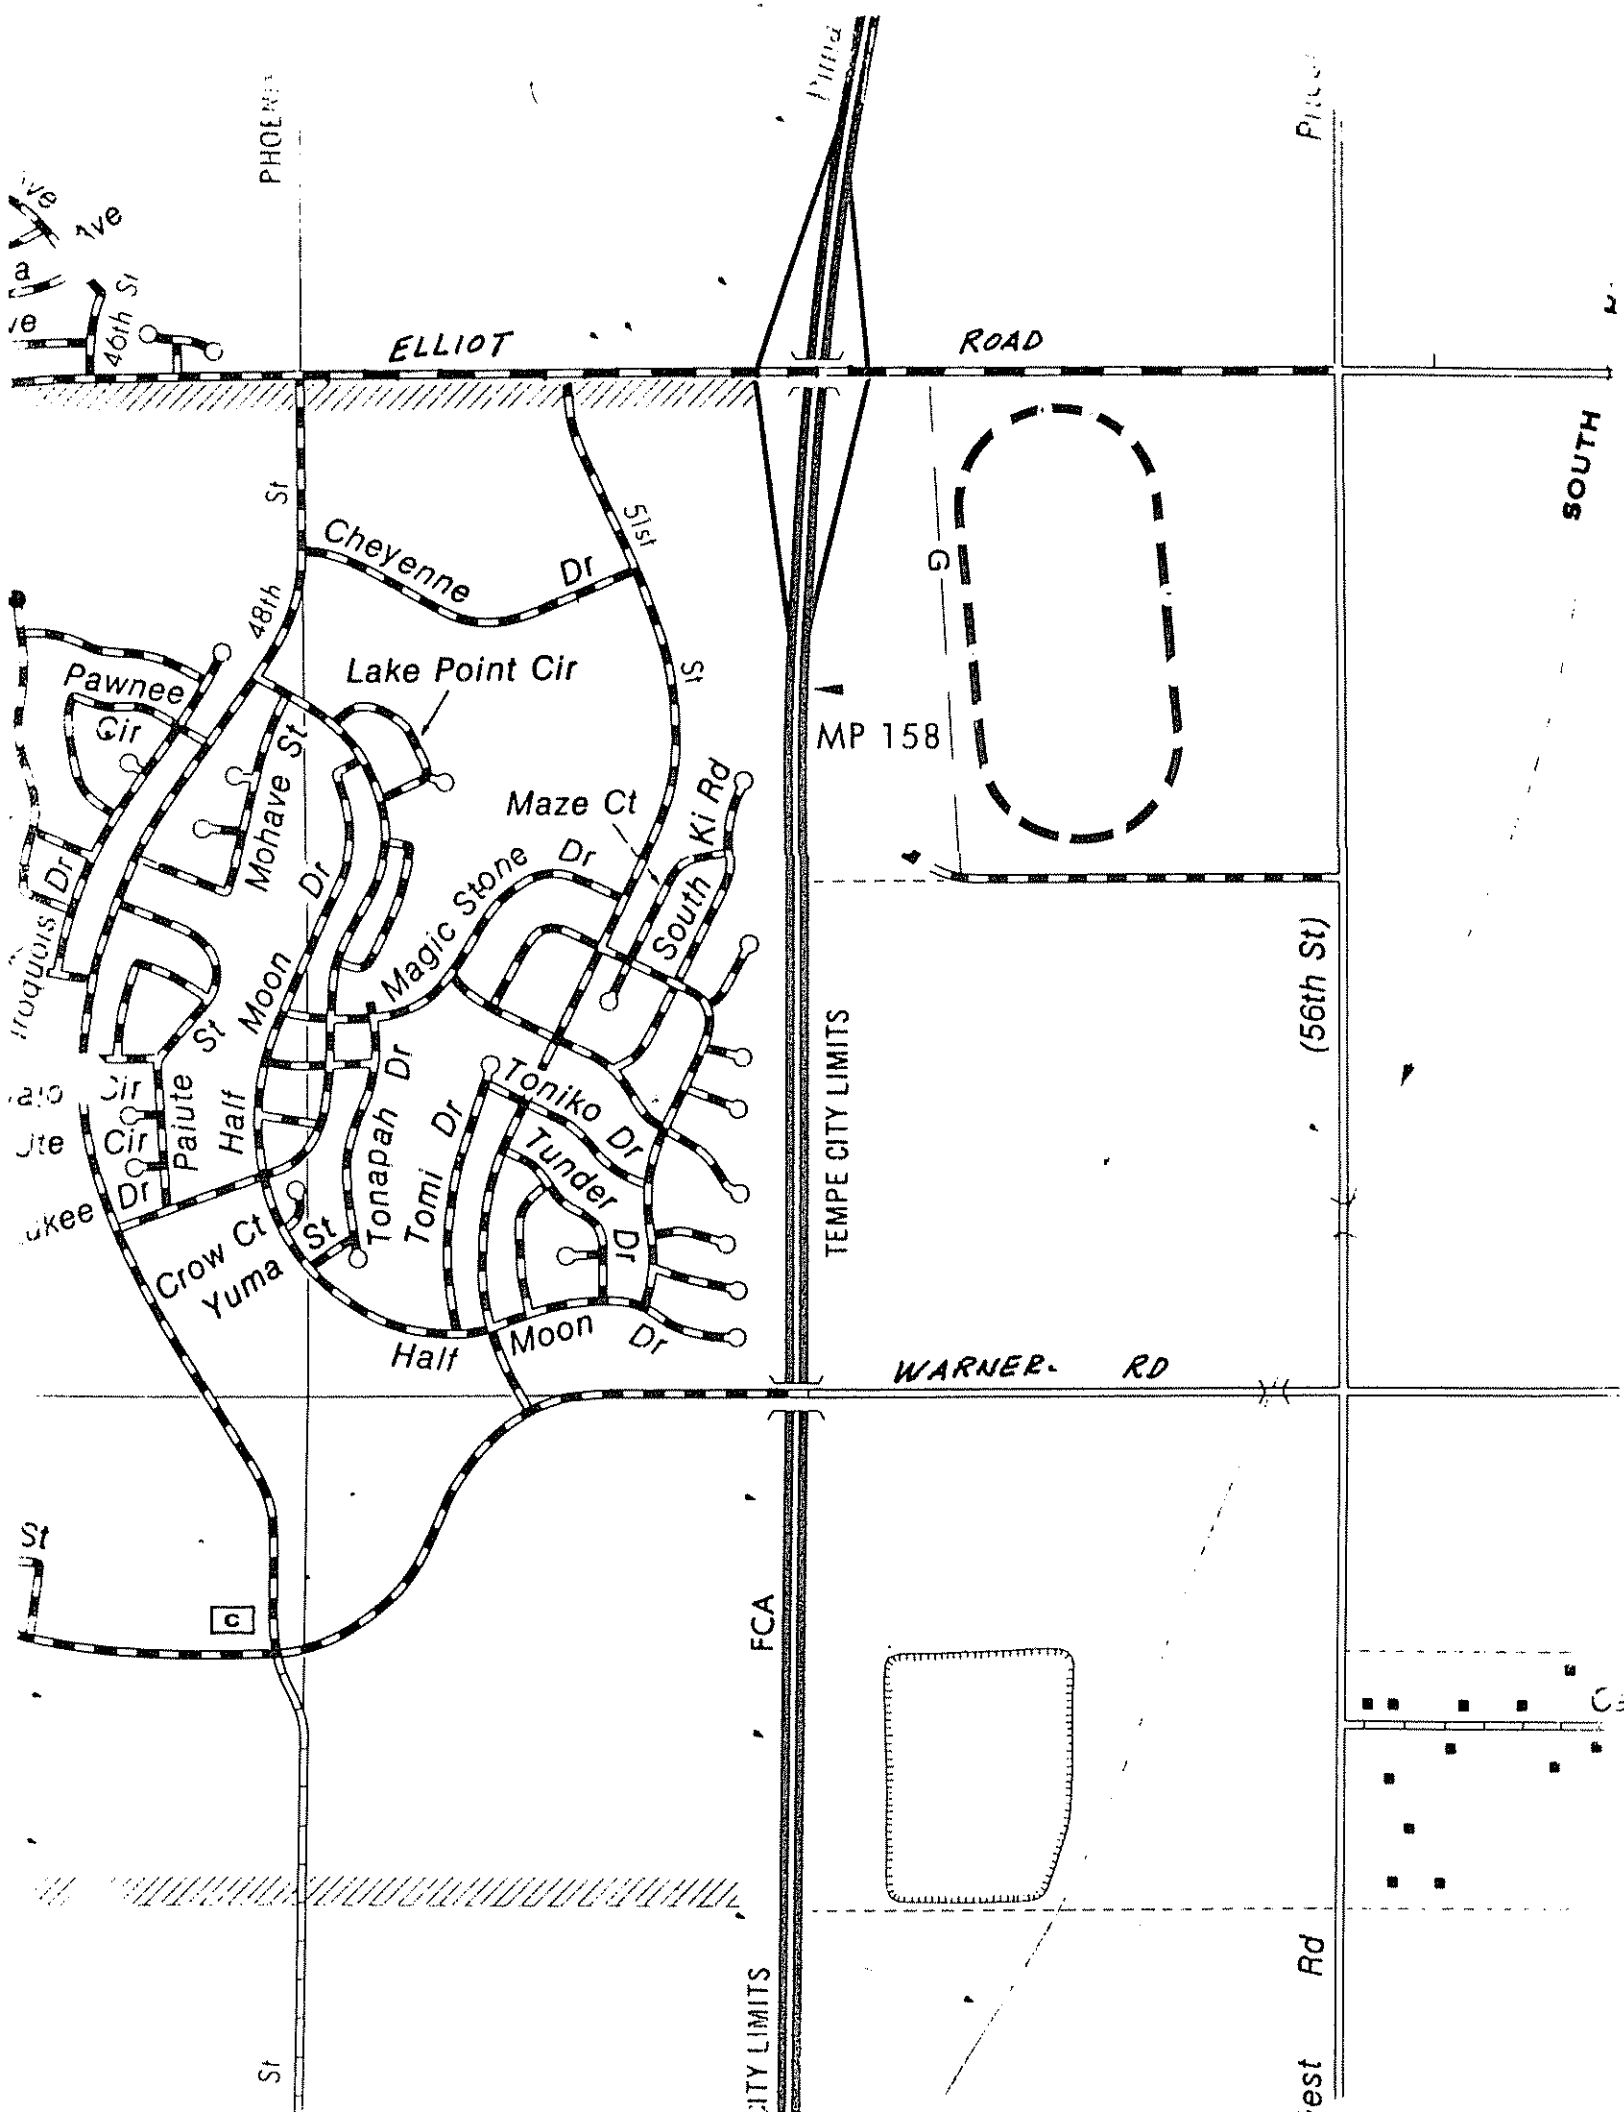 Ave
a
46th St
ELLIOT ROAD
SOUTH
St
Cheyenne Dr
51st
G
48th
Lake Point Cir
St
Pawnee
Cir
MP 158
St
Maze Ct
Ki Rd
Mohave
Dr
Dr
Magic Stone
Dr
South
Moon
(56th St)
St
Cir
Dr
Toniko
TEMPE CITY LIMITS
Cir
Paiute
Half
Tonapah
Dr
Dr
Tunder
Dr
Tomi
Dr
Crow Ct
St
Yuma
Half Moon Dr
WARNER. RD
St
C
FCA
Rd
CITY LIMITS
St